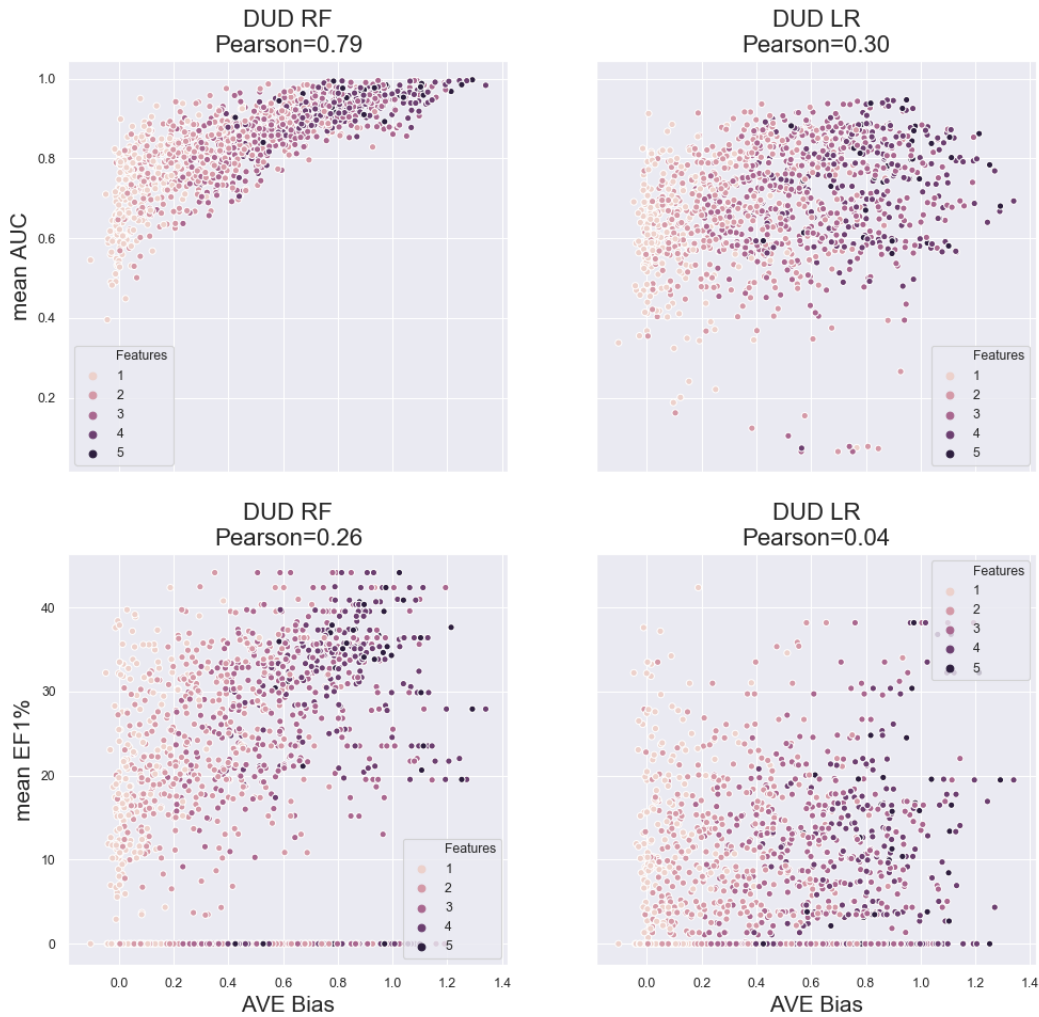 DUD RF
Pearson=0.79
mean AUC
1.0
0.8
0.6
0.4
0.2
Features
1
2
3
4
5
DUD LR
Pearson=0.30
Features
1
2
3
4
5
DUD RF
Pearson=0.26
mean EF1%
40
30
20
10
0
Features
1
2
3
4
5
0.0 0.2 0.4 0.6 0.8 1.0 1.2 1.4
AVE Bias
DUD LR
Pearson=0.04
Features
1
2
3
4
5
0.0 0.2 0.4 0.6 0.8 1.0 1.2 1.4
AVE Bias